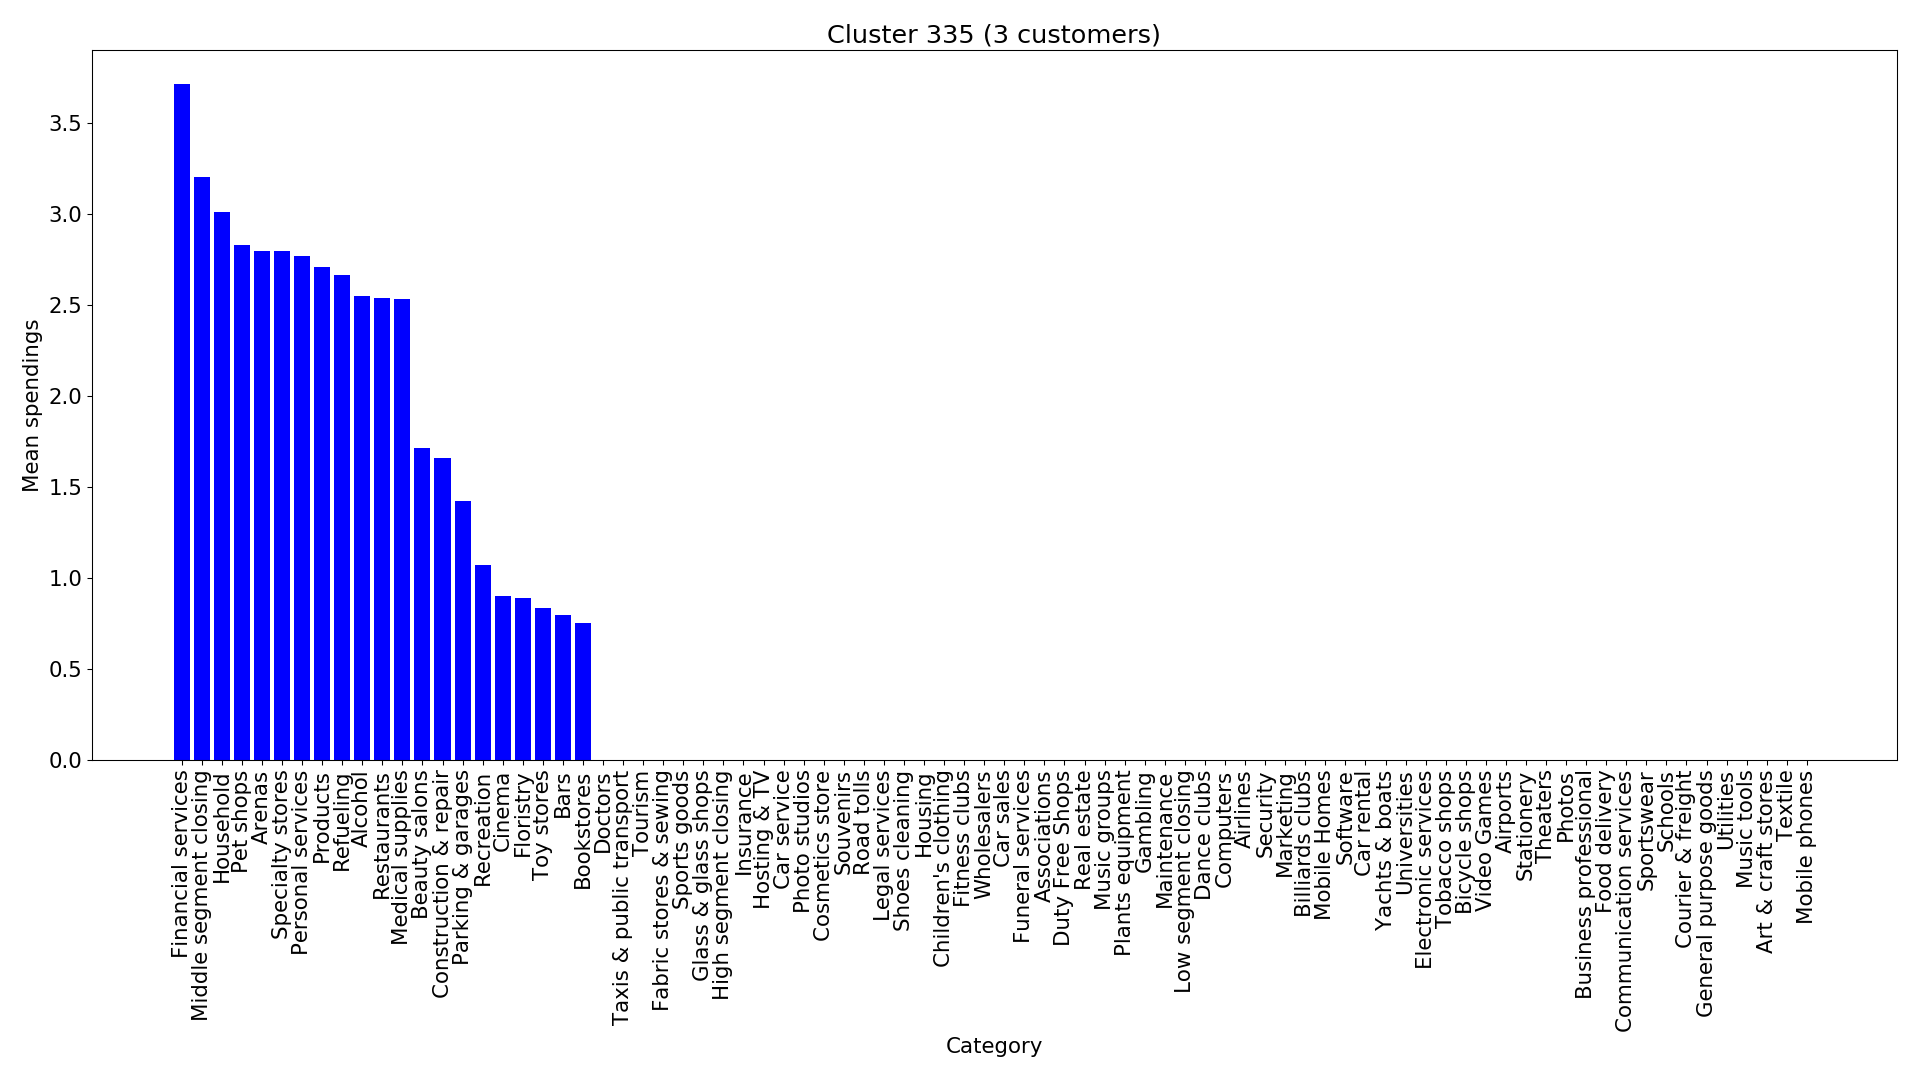 Cluster 335 (3 customers)
3.5
3.0
2.5
2.0
1.5
1.0
0.5
0.0
Mean spendings
Financial services
Middle segment closing
Household
Pet shops
Arenas
Specialty stores
Personal services
Products
Refueling
Alcohol
Restaurants
Medical supplies
Beauty salons
Construction & repair
Parking & garages
Recreation
Cinema
Floristry
Toy stores
Bars
Bookstores
Doctors
Taxis & public transport
Tourism
Fabric stores & sewing
Sports goods
Glass & glass shops
High segment closing
Insurance
Hosting & TV
Car service
Photo studios
Cosmetics store
Souvenirs
Road tolls
Legal services
Shoes cleaning
Housing
Children's clothing
Fitness clubs
Wholesalers
Car sales
Funeral services
Associations
Duty Free Shops
Real estate
Music groups
Plants equipment
Gambling
Maintenance
Low segment closing
Dance clubs
Computers
Airlines
Security
Marketing
Billiards clubs
Mobile Homes
Software
Car rental
Yachts & boats
Universities
Electronic services
Tobacco shops
Bicycle shops
Video Games
Airports
Stationery
Theaters
Photos
Business professional
Food delivery
Communication services
Sportswear
Schools
Courier & freight
General purpose goods
Utilities
Music tools
Art & craft stores
Textile
Mobile phones
Category